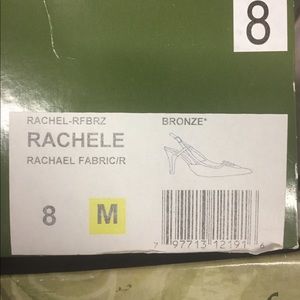 8
RACHEL-RFBRZ BRONZE*
RACHELE
RACHAEL FABRIC/R
8 M
7 97713 12191 6